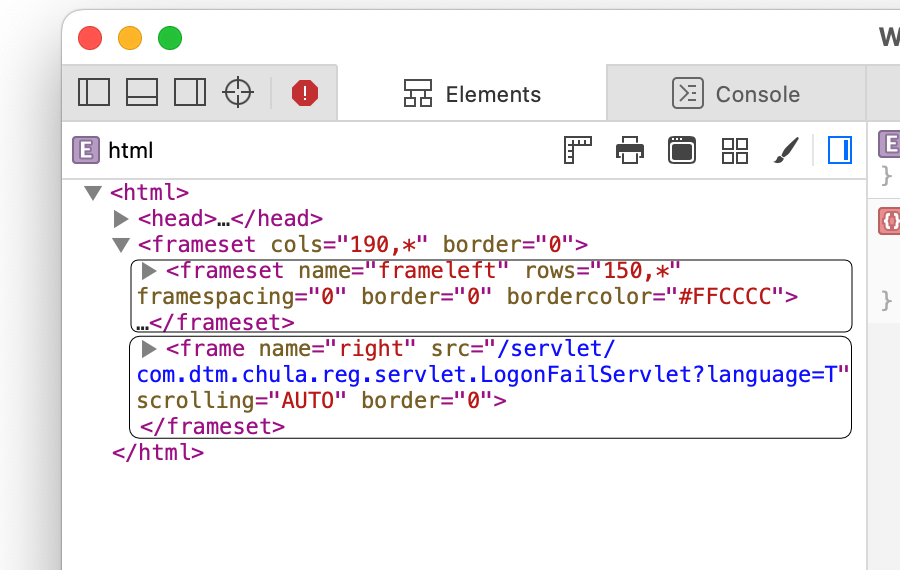 W
Elements
Console
E html
E
▼ <html>
▶ <head>…</head>
▼ <frameset cols="190,*" border="0">
▶ <frameset name="frameleft" rows="150,*"
framespacing="0" border="0" bordercolor="#FFCCCC">
…</frameset>
▶ <frame name="right" src="/servlet/
com.dtm.chula.reg.servlet.LogonFailServlet?language=T"
scrolling="AUTO" border="0">
</frameset>
</html>
}
{}
}